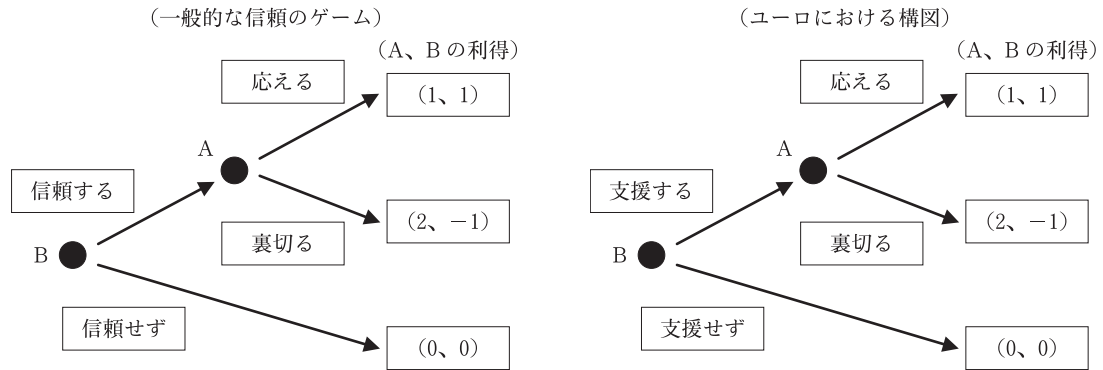 （一般的な信頼のゲーム）
（A、B の利得）
応える
（1、1）
A
信頼する
（2、－1）
裏切る
B
信頼せず
（0、0）
（ユーロにおける構図）
（A、B の利得）
応える
（1、1）
A
支援する
（2、－1）
裏切る
B
支援せず
（0、0）